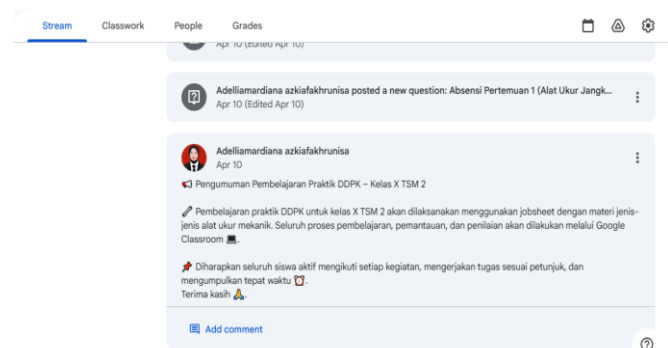 Stream Classwork People Grades
Apr 10 (Edited Apr 10)
Adelliamardiana azkiafakhrunisa posted a new question: Absensi Pertemuan 1 (Alat Ukur Jangk...
Apr 10 (Edited Apr 10)
Adelliamardiana azkiafakhrunisa
Apr 10
📢 Pengumuman Pembelajaran Praktik DDPK – Kelas X TSM 2
🔧 Pembelajaran praktik DDPK untuk kelas X TSM 2 akan dilaksanakan menggunakan jobsheet dengan materi jenis-
jenis alat ukur mekanik. Seluruh proses pembelajaran, pemantauan, dan penilaian akan dilakukan melalui Google
Classroom 💻.
📌 Diharapkan seluruh siswa aktif mengikuti setiap kegiatan, mengerjakan tugas sesuai petunjuk, dan
mengumpulkan tepat waktu ⏰.
Terima kasih 🙏.
Add comment